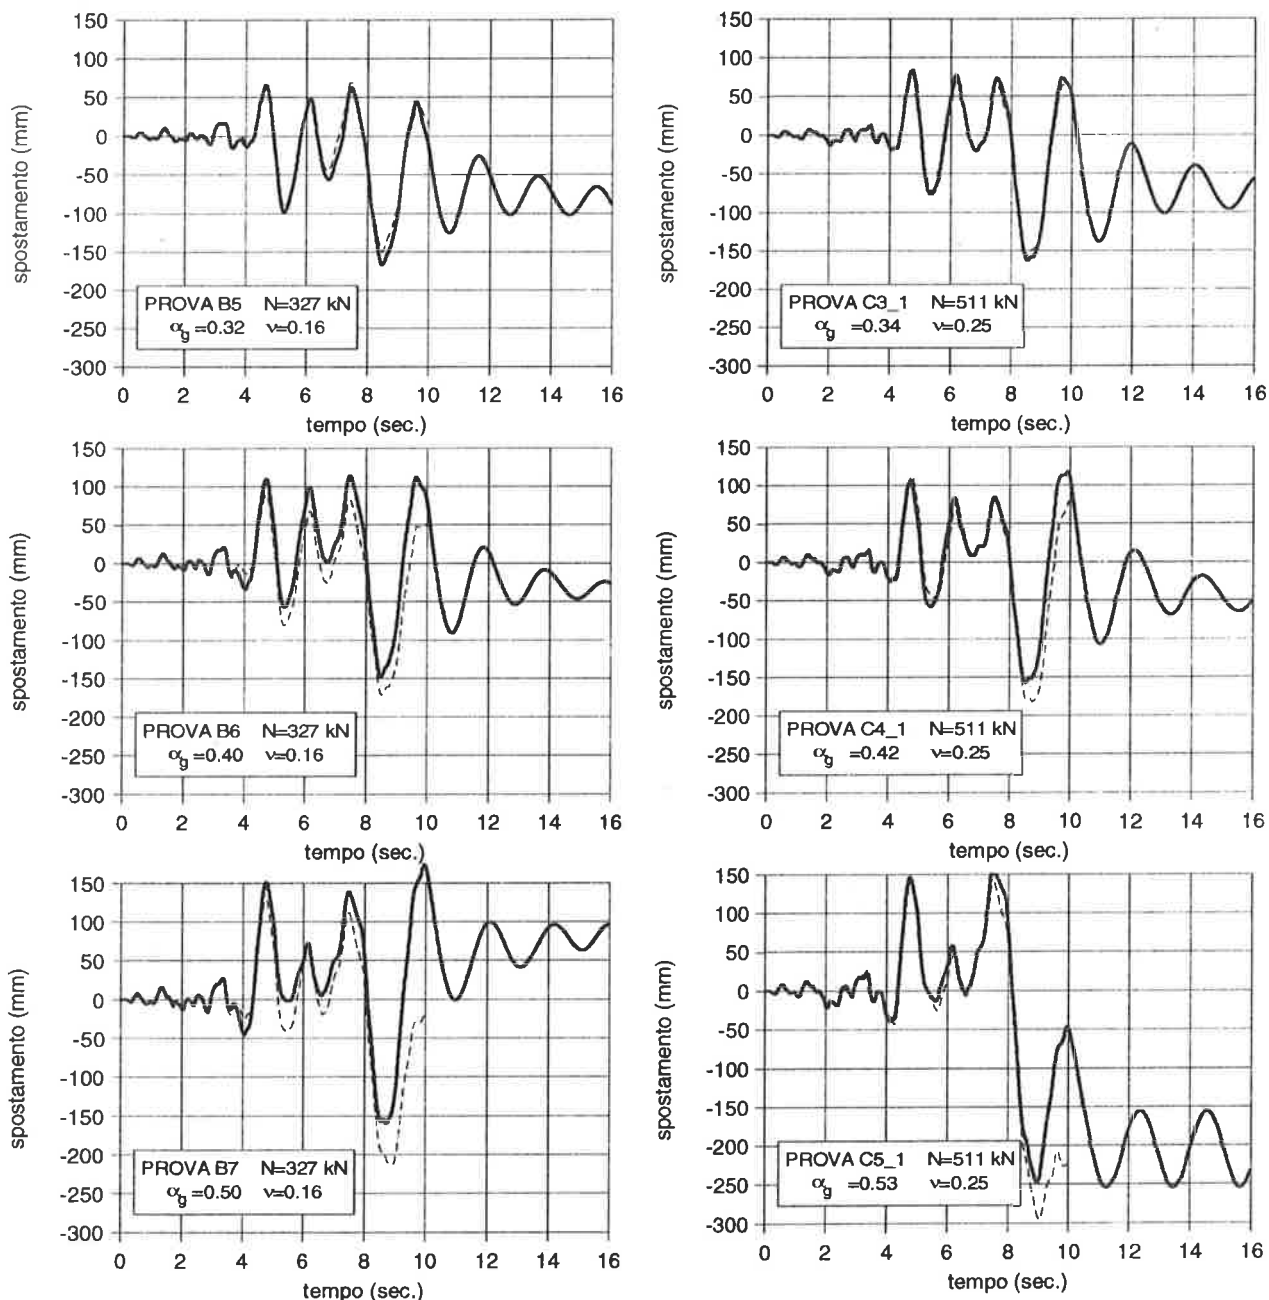 150
100
50
0
-50
-100
-150
-200
-250
-300
spostamento (mm)
PROVA B5 N=327 kN
αg =0.32 ν=0.16
0 2 4 6 8 10 12 14 16
tempo (sec.)
150
100
50
0
-50
-100
-150
-200
-250
-300
spostamento (mm)
PROVA C3_1 N=511 kN
αg =0.34 ν=0.25
0 2 4 6 8 10 12 14 16
tempo (sec.)
150
100
50
0
-50
-100
-150
-200
-250
-300
spostamento (mm)
PROVA B6 N=327 kN
αg =0.40 ν=0.16
0 2 4 6 8 10 12 14 16
tempo (sec.)
150
100
50
0
-50
-100
-150
-200
-250
-300
spostamento (mm)
PROVA C4_1 N=511 kN
αg =0.42 ν=0.25
0 2 4 6 8 10 12 14 16
tempo (sec.)
150
100
50
0
-50
-100
-150
-200
-250
-300
spostamento (mm)
PROVA B7 N=327 kN
αg =0.50 ν=0.16
0 2 4 6 8 10 12 14 16
tempo (sec.)
150
100
50
0
-50
-100
-150
-200
-250
-300
spostamento (mm)
PROVA C5_1 N=511 kN
αg =0.53 ν=0.25
0 2 4 6 8 10 12 14 16
tempo (sec.)